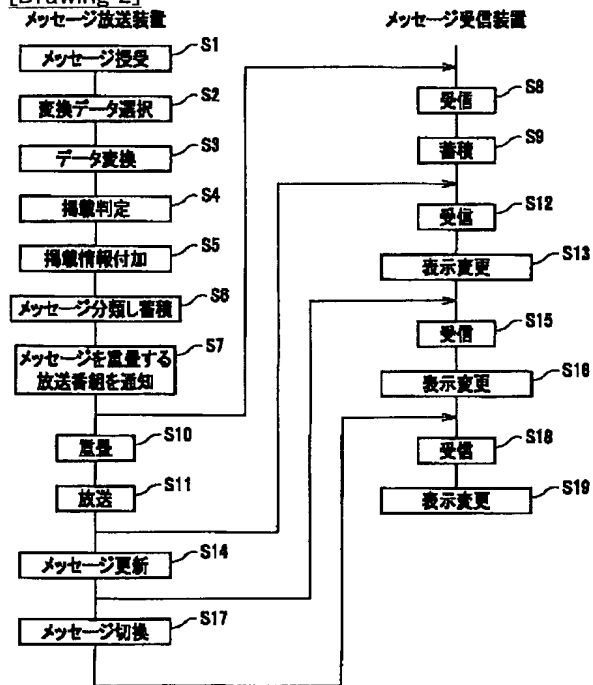 [Drawing 2]
メッセージ放送装置
メッセージ授受
S1
変換データ選択
S2
データ変換
S3
掲載判定
S4
掲載情報付加
S5
メッセージ分類し蓄積
S6
メッセージを重畳する
放送番組を通知
S7
重畳
S10
放送
S11
メッセージ更新
S14
メッセージ切換
S17
メッセージ受信装置
受信
S8
蓄積
S9
受信
S12
表示変更
S13
受信
S15
表示変更
S16
受信
S18
表示変更
S19